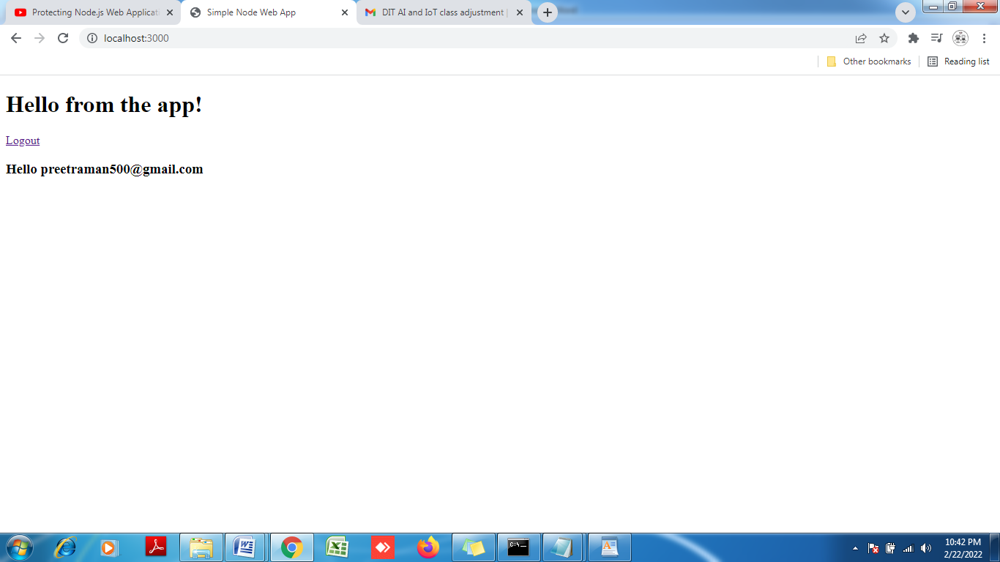 Protecting Node.js Web Applicati
Simple Node Web App
DIT AI and IoT class adjustment |
localhost:3000
Other bookmarks
Reading list
Hello from the app!
Logout
Hello preetraman500@gmail.com
C:\._
10:42 PM
2/22/2022